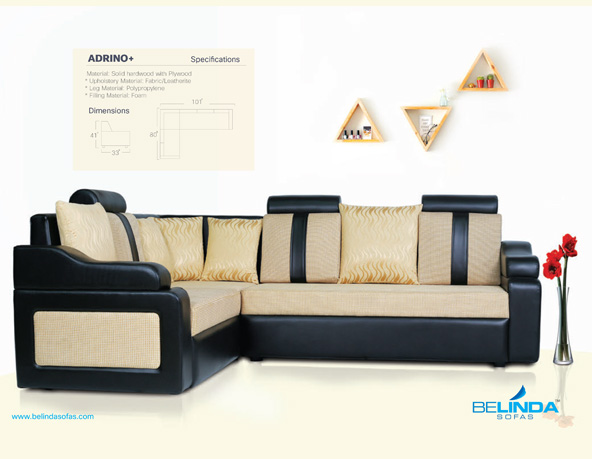 ADRINO+ Specifications
Material: Solid hardwood with Plywood
* Upholstery Material: Fabric/Leatherite
* Leg Material: Polypropylene
* Filling Material: Foam
Dimensions
101"
41"
80"
33"
www.belindasofas.com
BELINDA
SOFAS